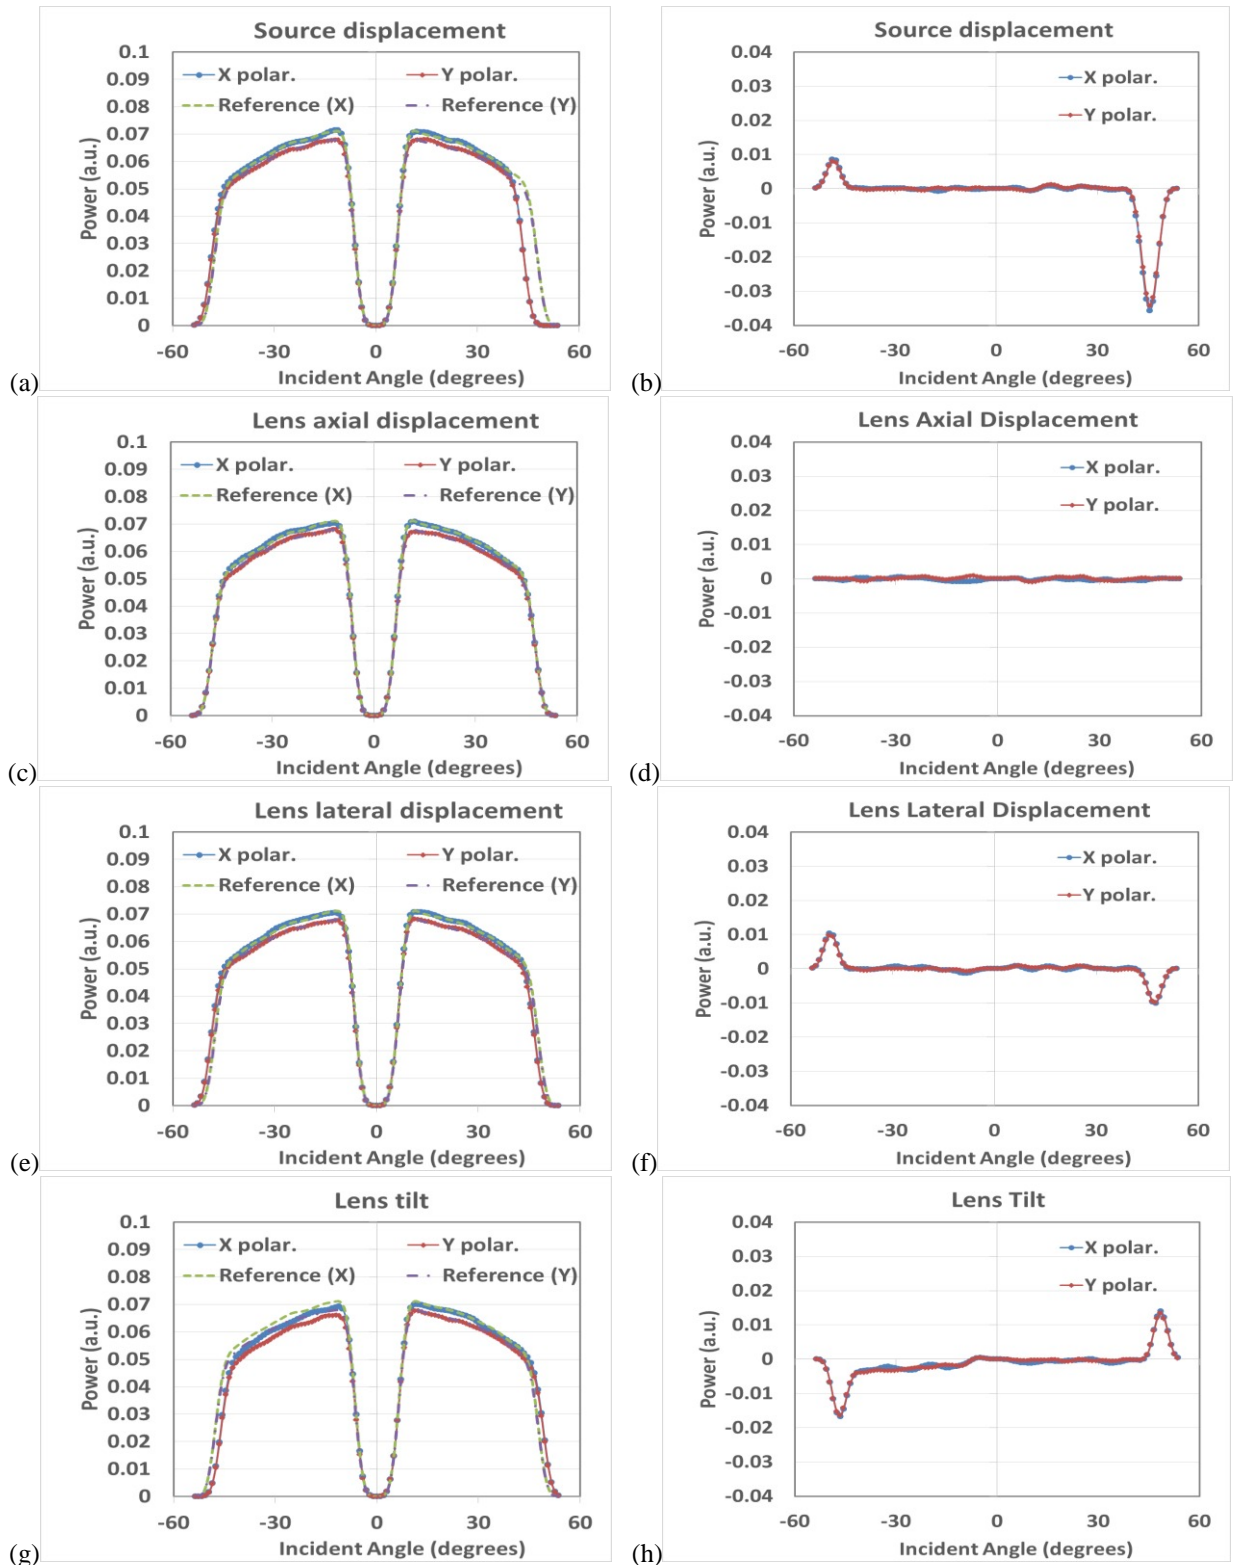 Source displacement
0.1
0.09
0.08
0.07
0.06
0.05
0.04
0.03
0.02
0.01
0
Power (a.u.)
X polar. Y polar.
Reference (X) Reference (Y)
-60 -30 0 30 60
Incident Angle (degrees)
(a)
Source displacement
0.04
0.03
0.02
0.01
0
-0.01
-0.02
-0.03
-0.04
Power (a.u.)
X polar.
Y polar.
-60 -30 0 30 60
Incident Angle (degrees)
(b)
Lens axial displacement
0.1
0.09
0.08
0.07
0.06
0.05
0.04
0.03
0.02
0.01
0
Power (a.u.)
X polar. Y polar.
Reference (X) Reference (Y)
-60 -30 0 30 60
Incident Angle (degrees)
(c)
Lens Axial Displacement
0.04
0.03
0.02
0.01
0
-0.01
-0.02
-0.03
-0.04
Power (a.u.)
X polar.
Y polar.
-60 -30 0 30 60
Incident Angle (degrees)
(d)
Lens lateral displacement
0.1
0.09
0.08
0.07
0.06
0.05
0.04
0.03
0.02
0.01
0
Power (a.u.)
X polar. Y polar.
Reference (X) Reference (Y)
-60 -30 0 30 60
Incident Angle (degrees)
(e)
Lens Lateral Displacement
0.04
0.03
0.02
0.01
0
-0.01
-0.02
-0.03
-0.04
Power (a.u.)
X polar.
Y polar.
-60 -30 0 30 60
Incident Angle (degrees)
(f)
Lens tilt
0.1
0.09
0.08
0.07
0.06
0.05
0.04
0.03
0.02
0.01
0
Power (a.u.)
X polar. Y polar.
Reference (X) Reference (Y)
-60 -30 0 30 60
Incident Angle (degrees)
(g)
Lens Tilt
0.04
0.03
0.02
0.01
0
-0.01
-0.02
-0.03
-0.04
Power (a.u.)
X polar.
Y polar.
-60 -30 0 30 60
Incident Angle (degrees)
(h)